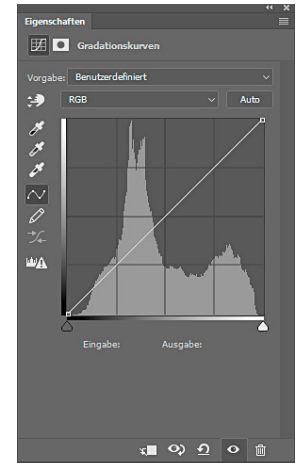 Eigenschaften
Gradationskurven
Vorgabe: Benutzerdefiniert
RGB Auto
Eingabe: Ausgabe: